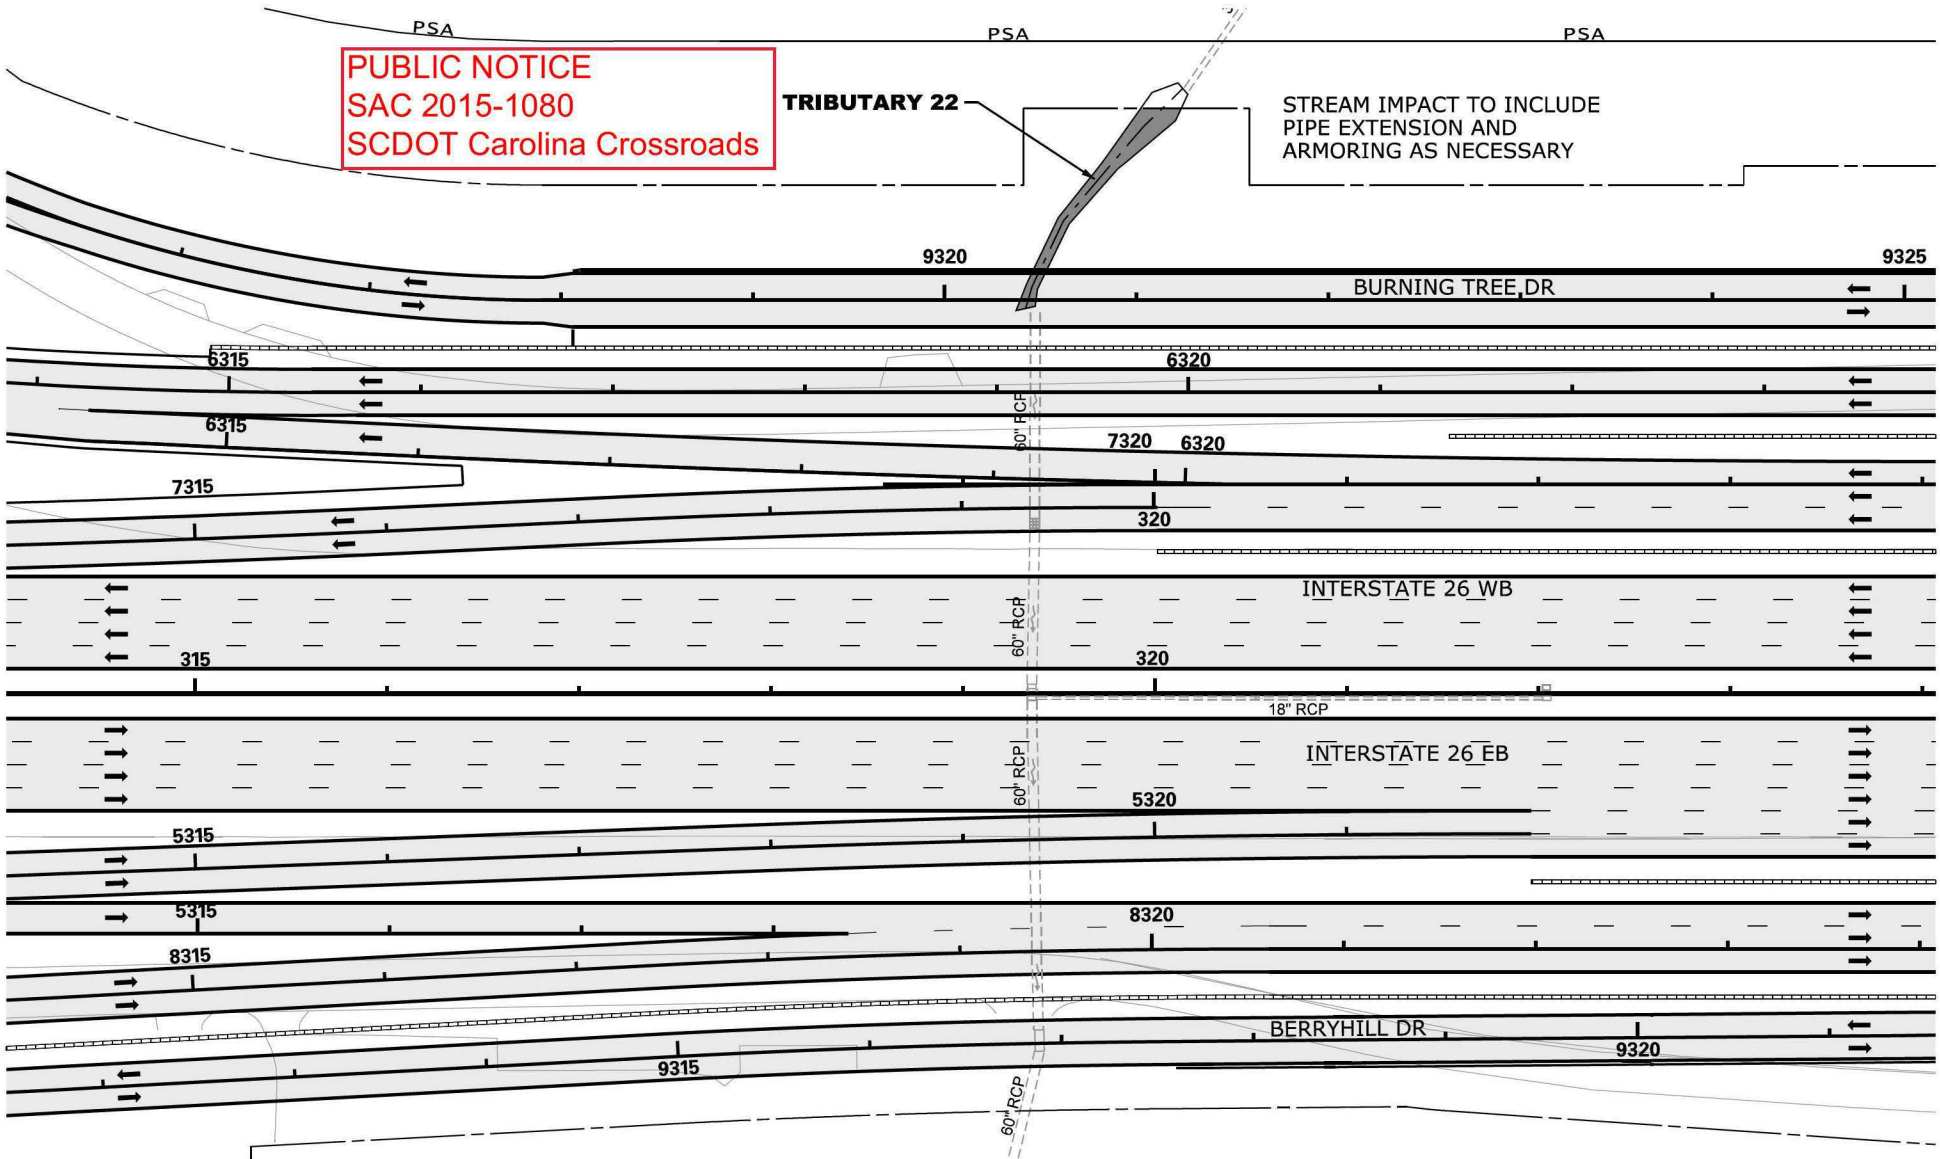 PSA
PSA
PSA
PUBLIC NOTICE
SAC 2015-1080
SCDOT Carolina Crossroads
TRIBUTARY 22
STREAM IMPACT TO INCLUDE
PIPE EXTENSION AND
ARMORING AS NECESSARY
9320
9325
BURNING TREE DR
6315
6320
60" RCP
6315
7320
6320
7315
320
INTERSTATE 26 WB
60" RCP
315
320
18" RCP
INTERSTATE 26 EB
60" RCP
5320
5315
5315
8320
8315
BERRYHILL DR
9315
9320
60" RCP